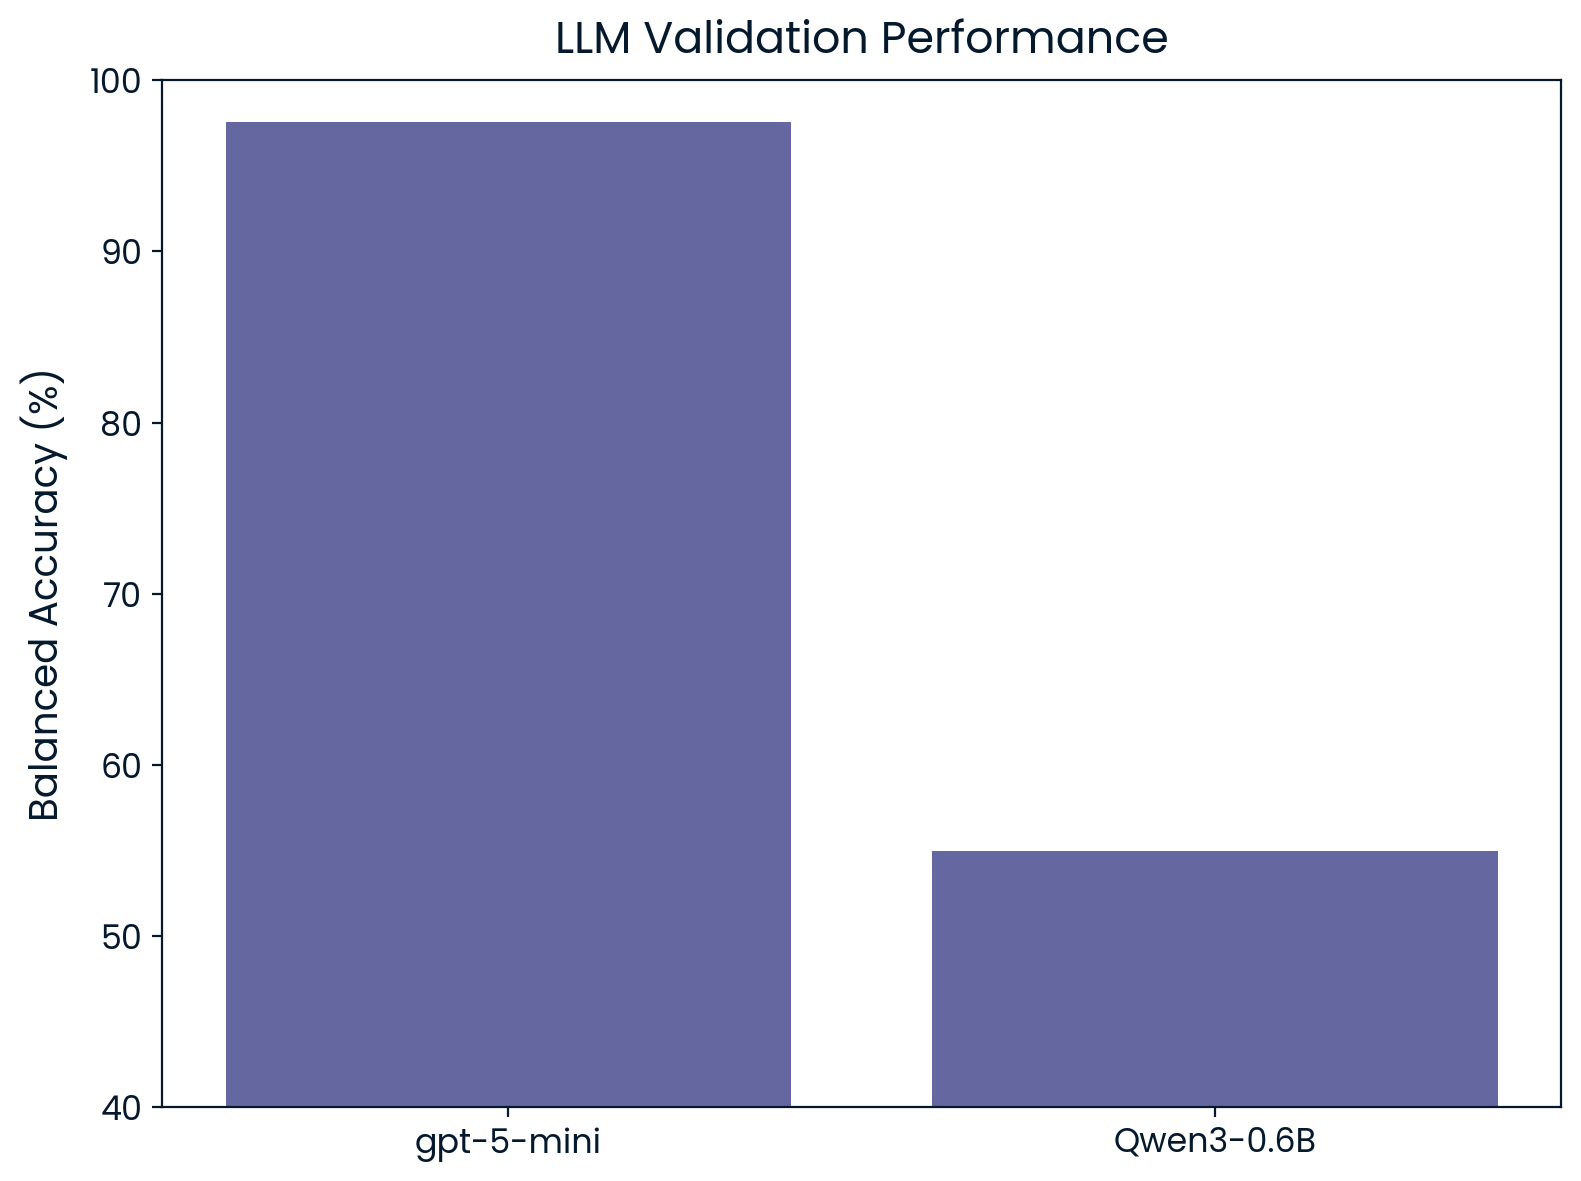 LLM Validation Performance
Balanced Accuracy (%)
100
90
80
70
60
50
40
gpt-5-mini
Qwen3-0.6B